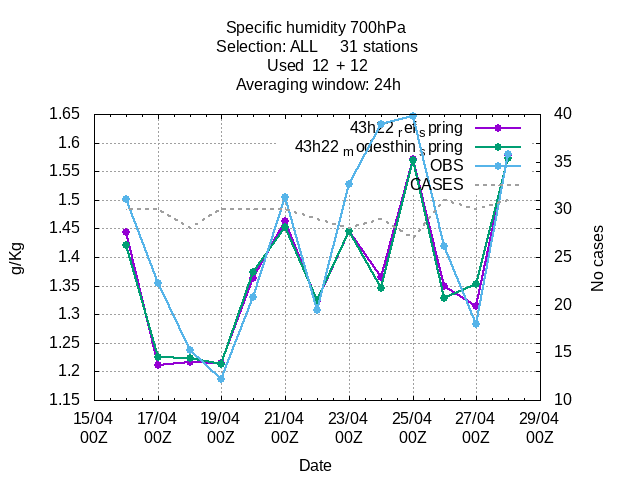 Specific humidity 700hPa
Selection: ALL 31 stations
Used 12 + 12
Averaging window: 24h
43h22_ref_spring
43h22_modesthin_spring
OBS
CASES
g/Kg
1.65
1.6
1.55
1.5
1.45
1.4
1.35
1.3
1.25
1.2
1.15
No cases
40
35
30
25
20
15
10
15/04 17/04 19/04 21/04 23/04 25/04 27/04 29/04
00Z 00Z 00Z 00Z 00Z 00Z 00Z 00Z
Date